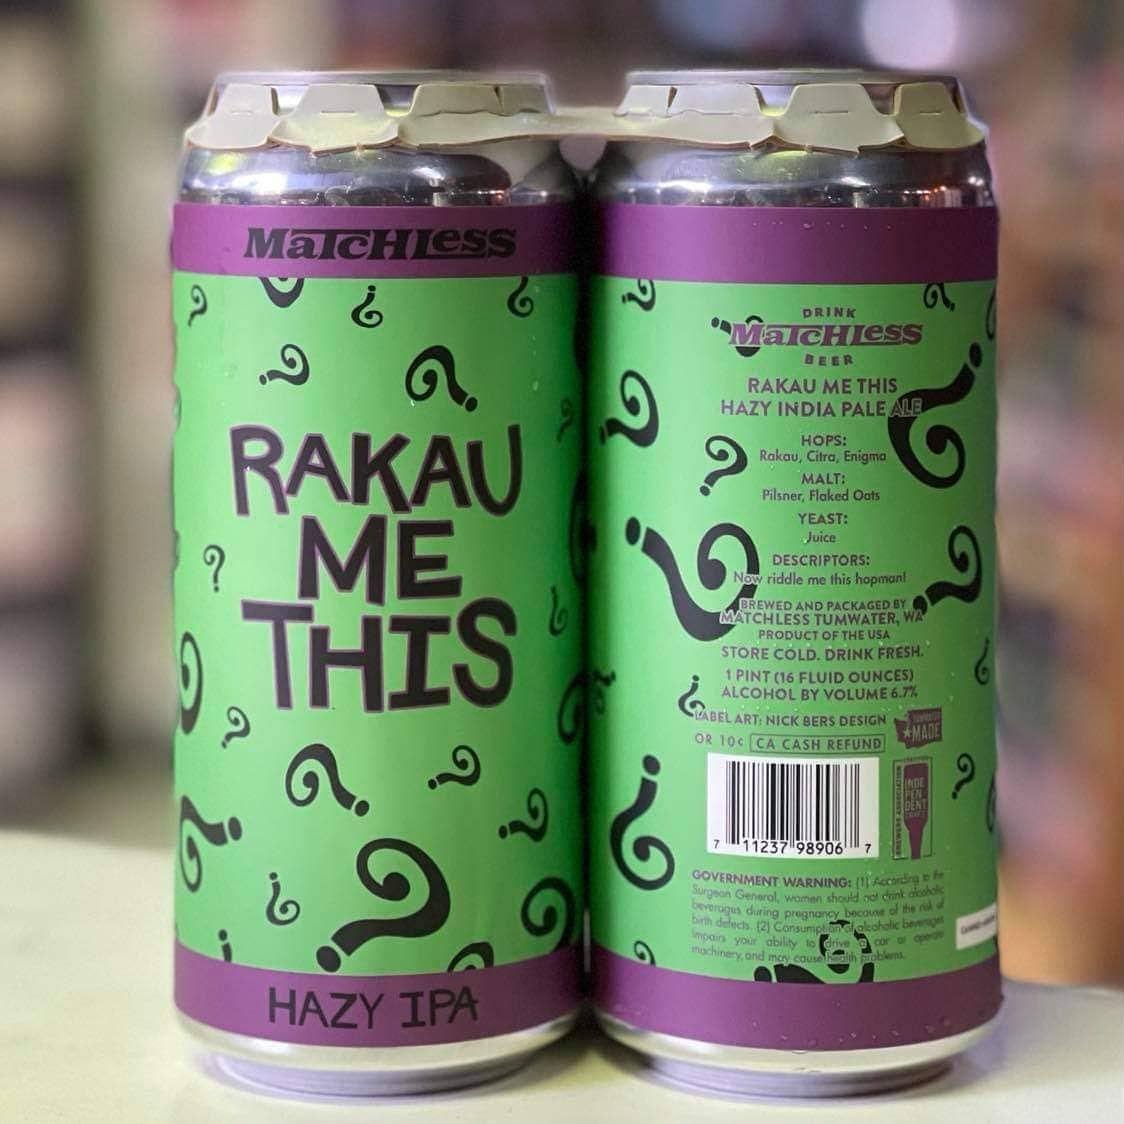 MaTcHLess
RAKAU
ME
THIS
HAZY IPA
DRINK
MaTcHLess
BEER
RAKAU ME THIS
HAZY INDIA PALE ALE
HOPS:
Rakau, Citra, Enigma
MALT:
Pilsner, Flaked Oats
YEAST:
Juice
DESCRIPTORS:
Now riddle me this hopman!
BREWED AND PACKAGED BY
MATCHLESS TUMWATER, WA
PRODUCT OF THE USA
STORE COLD. DRINK FRESH.
1 PINT (16 FLUID OUNCES)
ALCOHOL BY VOLUME 6.7%
LABEL ART: NICK BERS DESIGN
MADE
OR 10¢ CA CASH REFUND
BREWERS ASSOCIATION
INDE
PEN
DENT
CRAFT
7 11237 98906 7
GOVERNMENT WARNING: (1) According to the
Surgeon General, women should not drink alcoholic
beverages during pregnancy because of the risk of
birth defects. (2) Consumption of alcoholic beverages
impairs your ability to drive a car or operate
machinery, and may cause health problems.